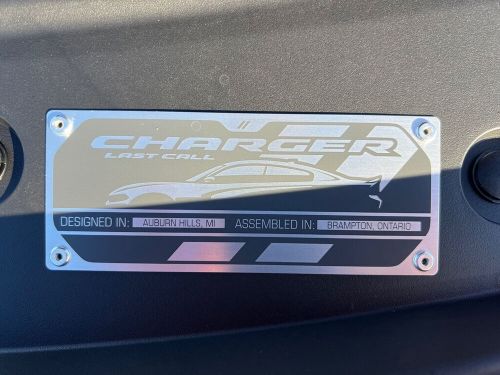 CHARGER
LAST CALL
DESIGNED IN: AUBURN HILLS, MI ASSEMBLED IN: BRAMPTON, ONTARIO